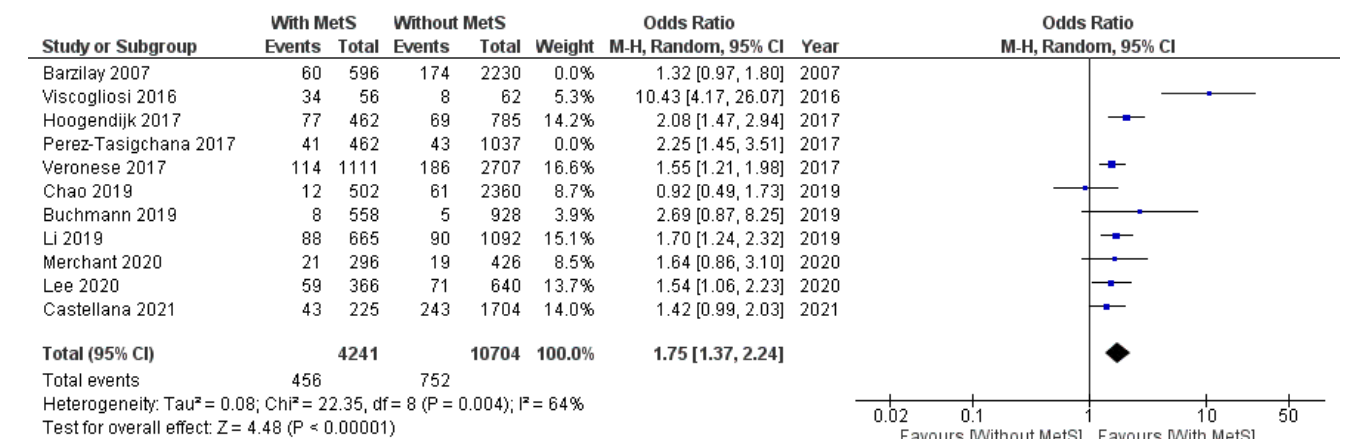 With MetS Without MetS Odds Ratio Odds Ratio
Study or Subgroup Events Total Events Total Weight M-H, Random, 95% CI Year M-H, Random, 95% CI
Barzilay 2007 60 596 174 2230 0.0% 1.32 [0.97, 1.80] 2007
Viscogliosi 2016 34 56 8 62 5.3% 10.43 [4.17, 26.07] 2016
Hoogendijk 2017 77 462 69 785 14.2% 2.08 [1.47, 2.94] 2017
Perez-Tasigchana 2017 41 462 43 1037 0.0% 2.25 [1.45, 3.51] 2017
Veronese 2017 114 1111 186 2707 16.6% 1.55 [1.21, 1.98] 2017
Chao 2019 12 502 61 2360 8.7% 0.92 [0.49, 1.73] 2019
Buchmann 2019 8 558 5 928 3.9% 2.69 [0.87, 8.25] 2019
Li 2019 88 665 90 1092 15.1% 1.70 [1.24, 2.32] 2019
Merchant 2020 21 296 19 426 8.5% 1.64 [0.86, 3.10] 2020
Lee 2020 59 366 71 640 13.7% 1.54 [1.06, 2.23] 2020
Castellana 2021 43 225 243 1704 14.0% 1.42 [0.99, 2.03] 2021
Total (95% CI) 4241 10704 100.0% 1.75 [1.37, 2.24]
Total events 456 752
Heterogeneity: Tau² = 0.08; Chi² = 22.35, df = 8 (P = 0.004); I² = 64%
Test for overall effect: Z = 4.48 (P < 0.00001)
0.02 0.1 1 10 50
Favours [Without MetS] Favours [With MetS]